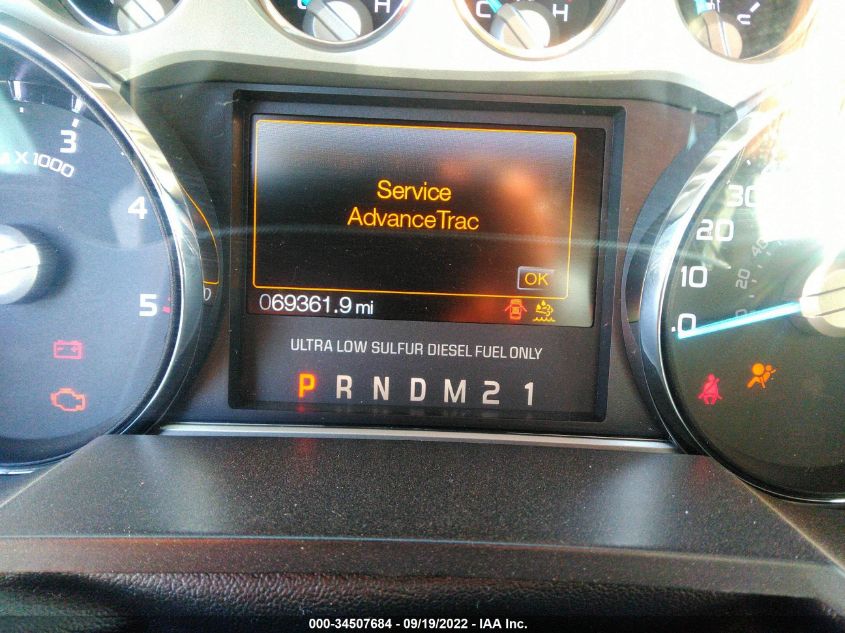 H
C
H
3
X 1000
4
5
Service
AdvanceTrac
OK
069361.9 mi
ULTRA LOW SULFUR DIESEL FUEL ONLY
P R N D M 2 1
30
20
10
0
000-34507684 - 09/19/2022 - IAA Inc.